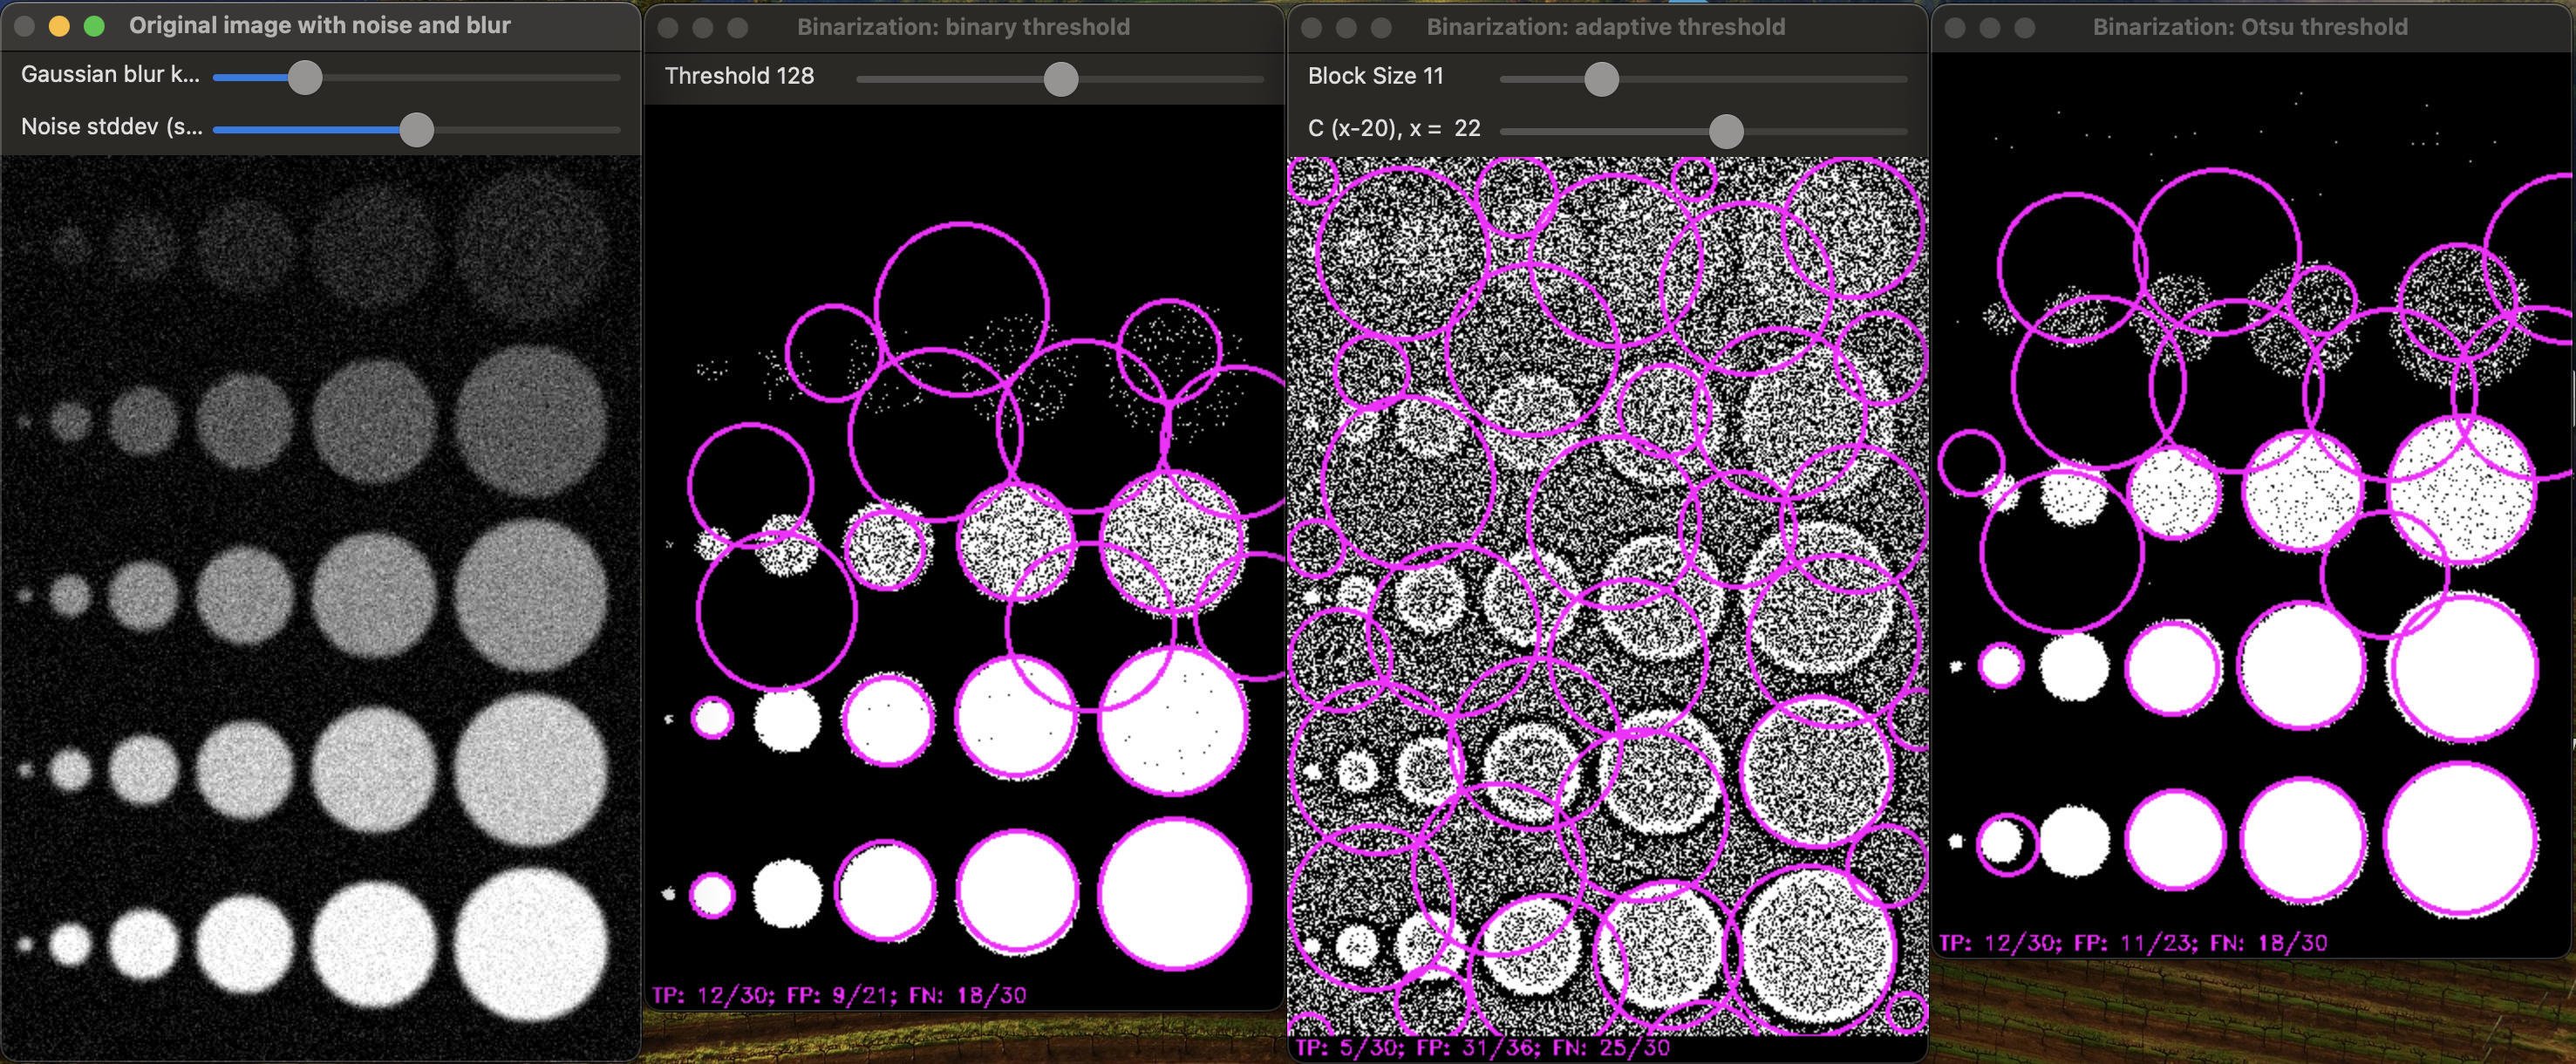 Original image with noise and blur
Gaussian blur k...
Noise stddev (s...
Binarization: binary threshold
Threshold 128
TP: 12/30; FP: 9/21; FN: 18/30
Binarization: adaptive threshold
Block Size 11
C (x-20), x = 22
TP: 5/30; FP: 31/36; FN: 25/30
Binarization: Otsu threshold
TP: 12/30; FP: 11/23; FN: 18/30